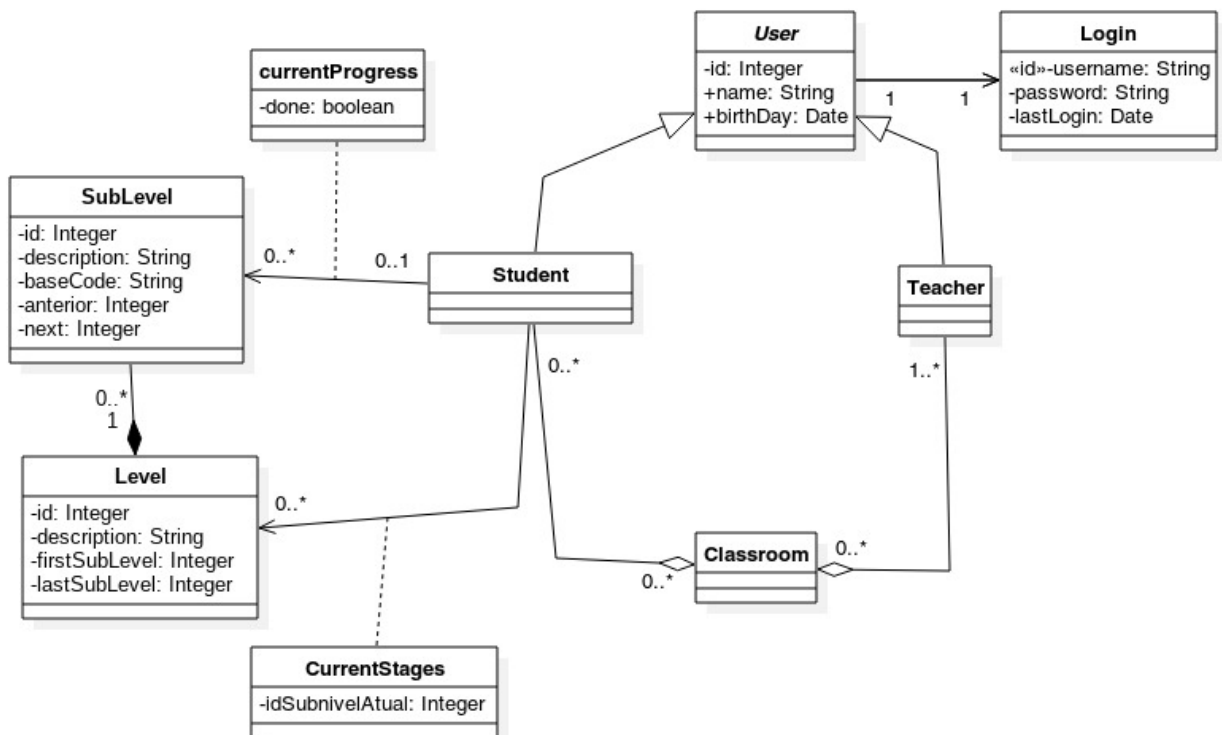 User
-id: Integer
+name: String
+birthDay: Date
Login
«id»-username: String
-password: String
-lastLogin: Date
1
1
currentProgress
-done: boolean
SubLevel
-id: Integer
-description: String
-baseCode: String
-anterior: Integer
-next: Integer
0..*
0..1
Student
Teacher
0..*
1
0..*
1..*
Level
-id: Integer
-description: String
-firstSubLevel: Integer
-lastSubLevel: Integer
0..*
Classroom
0..*
0..*
CurrentStages
-idSubnivelAtual: Integer